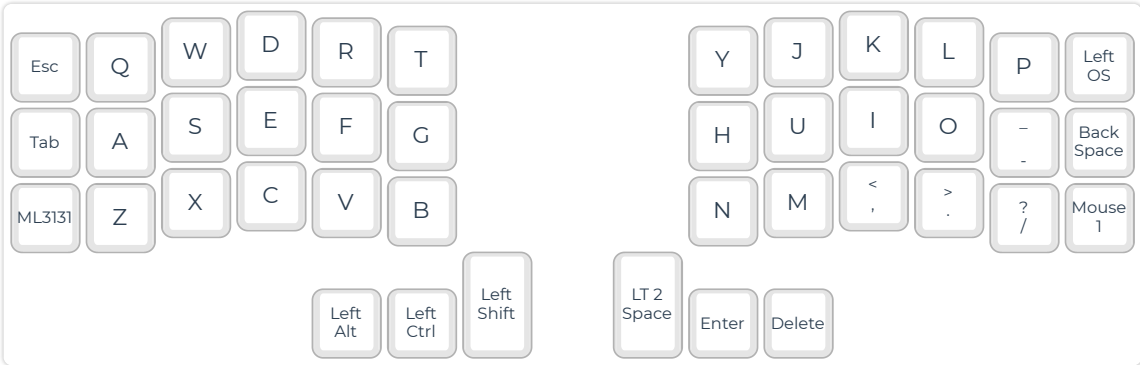 Esc Q W D R T Y J K L P Left OS
Tab A S E F G H U I O _ - Back Space
ML3131 Z X C V B N M < , > . ? / Mouse 1
Left Alt Left Ctrl Left Shift LT 2 Space Enter Delete